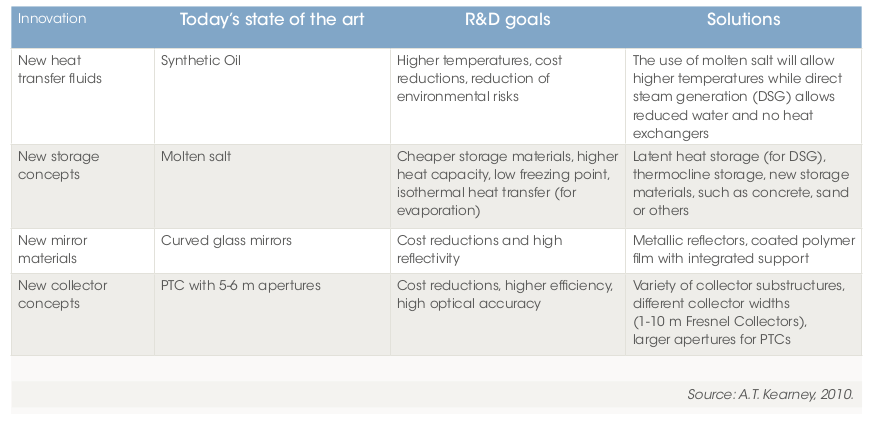 Innovation
Today's state of the art
R&D goals
Solutions
New heat
transfer fluids
Synthetic Oil
Higher temperatures, cost
reductions, reduction of
environmental risks
The use of molten salt will allow
higher temperatures while direct
steam generation (DSG) allows
reduced water and no heat
exchangers
New storage
concepts
Molten salt
Cheaper storage materials, higher
heat capacity, low freezing point,
isothermal heat transfer (for
evaporation)
Latent heat storage (for DSG),
thermocline storage, new storage
materials, such as concrete, sand
or others
New mirror
materials
Curved glass mirrors
Cost reductions and high
reflectivity
Metallic reflectors, coated polymer
film with integrated support
New collector
concepts
PTC with 5-6 m apertures
Cost reductions, higher efficiency,
high optical accuracy
Variety of collector substructures,
different collector widths
(1-10 m Fresnel Collectors),
larger apertures for PTCs
Source: A.T. Kearney, 2010.